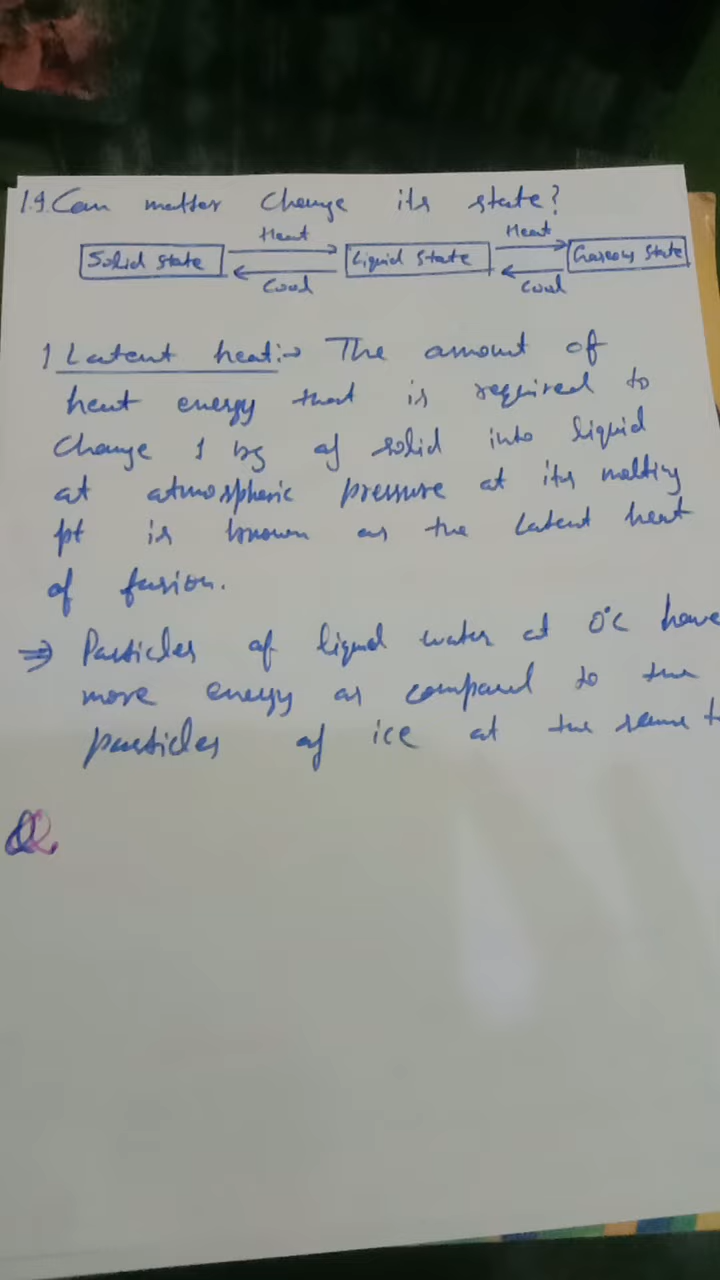 1.4. Can matter change its state?
Heat Heat
Solid state Liquid state Gaseous state
Cool Cool
1 Latent heat:→ The amount of
heat energy that is required to
change 1 kg of solid into liquid
at atmospheric pressure at its melting
pt is known as the latent heat
of fusion.
⇒ Particles of liquid water at 0°C have
more energy as compared to the
particles of ice at the same